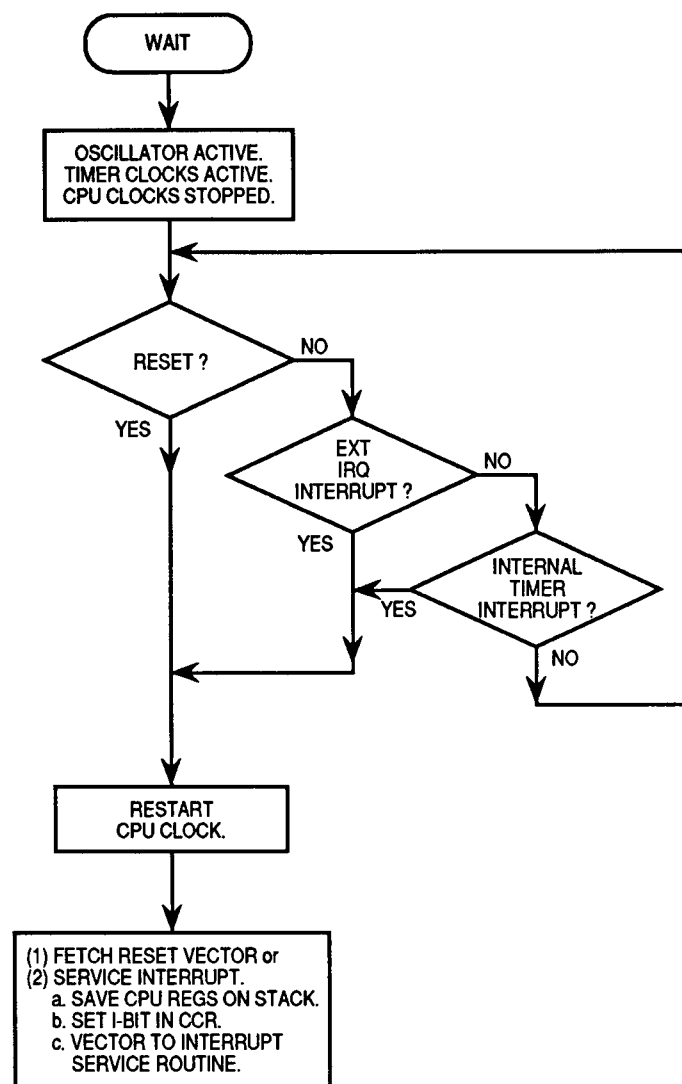 WAIT
OSCILLATOR ACTIVE.
TIMER CLOCKS ACTIVE.
CPU CLOCKS STOPPED.
RESET ?
NO
YES
EXT
IRQ
INTERRUPT ?
NO
YES
INTERNAL
TIMER
INTERRUPT ?
YES
NO
RESTART
CPU CLOCK.
(1) FETCH RESET VECTOR or
(2) SERVICE INTERRUPT.
a. SAVE CPU REGS ON STACK.
b. SET I-BIT IN CCR.
c. VECTOR TO INTERRUPT
SERVICE ROUTINE.